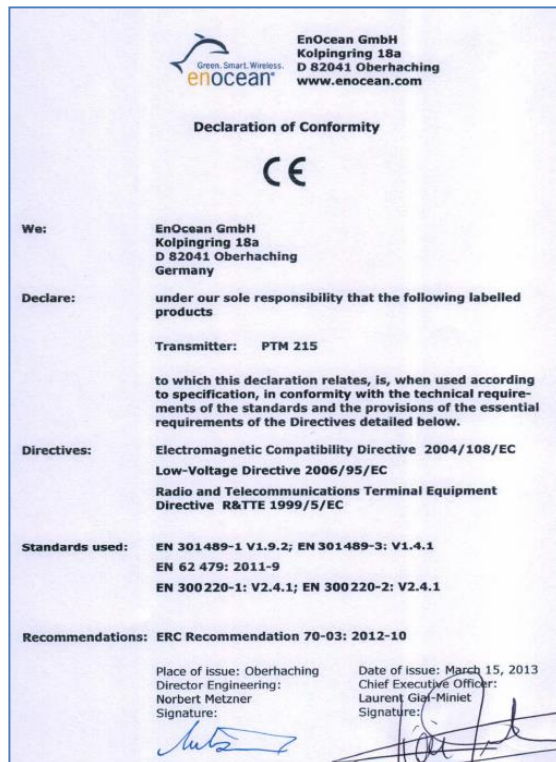 EnOcean GmbH
Kolpingring 18a
D 82041 Oberhaching
www.enocean.com
Green. Smart. Wireless.
enocean®
Declaration of Conformity
CE
We:
EnOcean GmbH
Kolpingring 18a
D 82041 Oberhaching
Germany
Declare:
under our sole responsibility that the following labelled
products
Transmitter: PTM 215
to which this declaration relates, is, when used according
to specification, in conformity with the technical require-
ments of the standards and the provisions of the essential
requirements of the Directives detailed below.
Directives:
Electromagnetic Compatibility Directive 2004/108/EC
Low-Voltage Directive 2006/95/EC
Radio and Telecommunications Terminal Equipment
Directive R&TTE 1999/5/EC
Standards used:
EN 301489-1 V1.9.2; EN 301489-3: V1.4.1
EN 62 479: 2011-9
EN 300220-1: V2.4.1; EN 300220-2: V2.4.1
Recommendations: ERC Recommendation 70-03: 2012-10
Place of issue: Oberhaching
Director Engineering:
Norbert Metzner
Signature:
Date of issue: March 15, 2013
Chief Executive Officer:
Laurent Giai-Miniet
Signature: